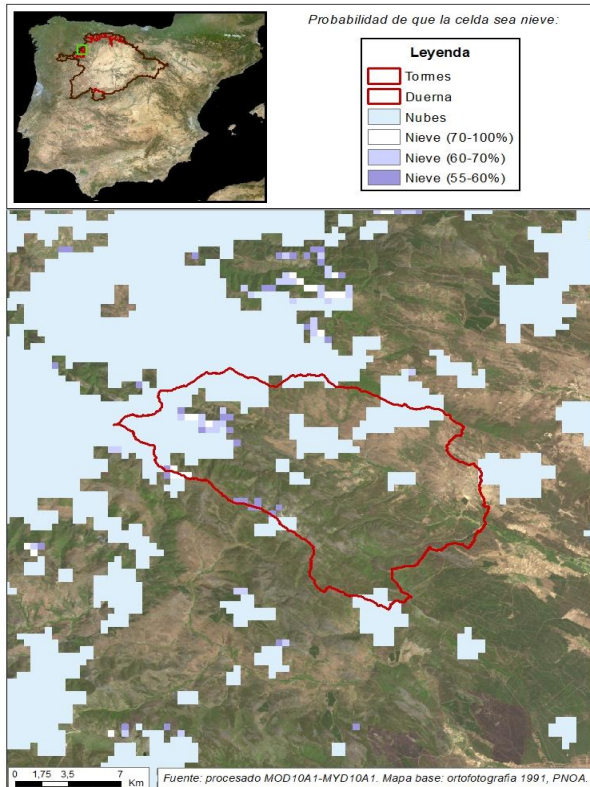 Probabilidad de que la celda sea nieve:
Leyenda
Tormes
Duerna
Nubes
Nieve (70-100%)
Nieve (60-70%)
Nieve (55-60%)
0 1,75 3,5 7
Km
Fuente: procesado MOD10A1-MYD10A1. Mapa base: ortofotografia 1991, PNOA.